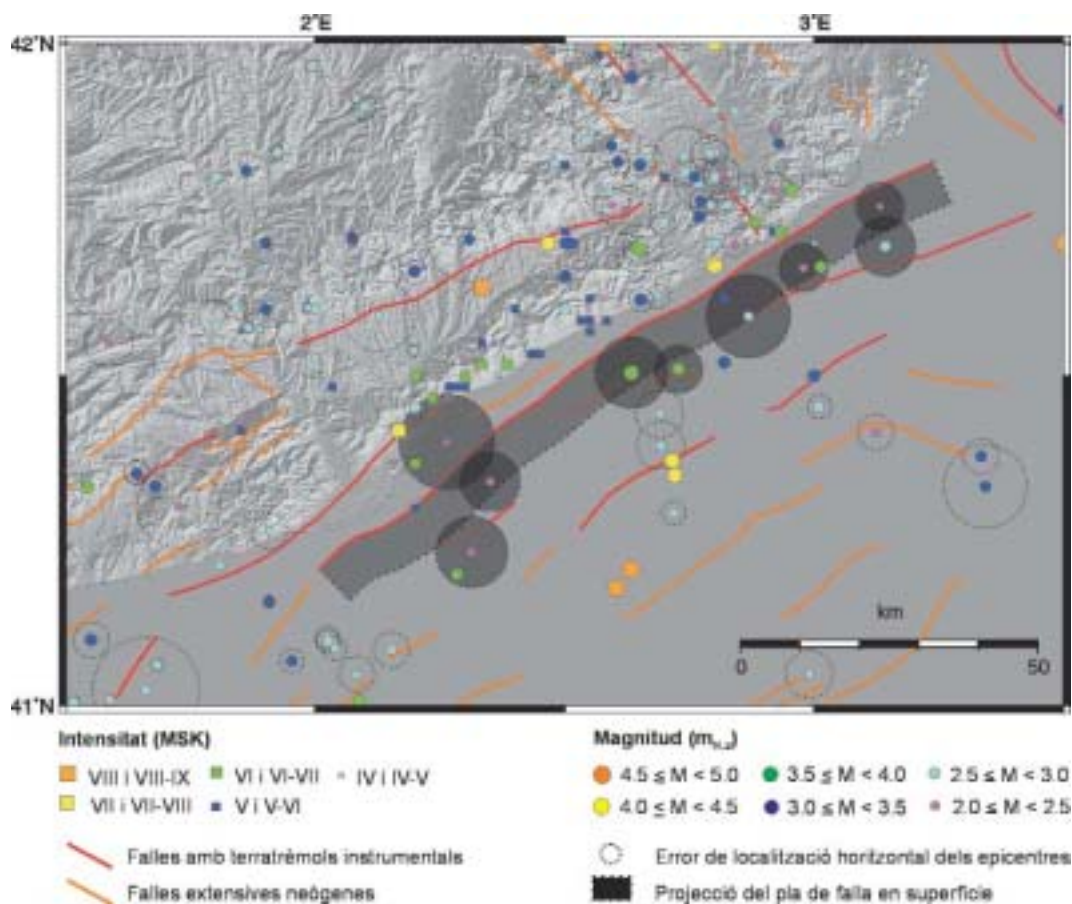 2°E 3°E
42°N
km
0 50
41°N
Intensitat (MSK)
VIII i VIII-IX VI i VI-VII IV i IV-V
VII i VII-VIII V i V-VI
Magnitud (m
4.5 ≤ M < 5.0 3.5 ≤ M < 4.0 2.5 ≤ M < 3.0
4.0 ≤ M < 4.5 3.0 ≤ M < 3.5 2.0 ≤ M < 2.5
Falles amb terratrèmols instrumentals
Falles extensives neògenes
Error de localització horitzontal dels epicentres
Projecció del pla de falla en superfície